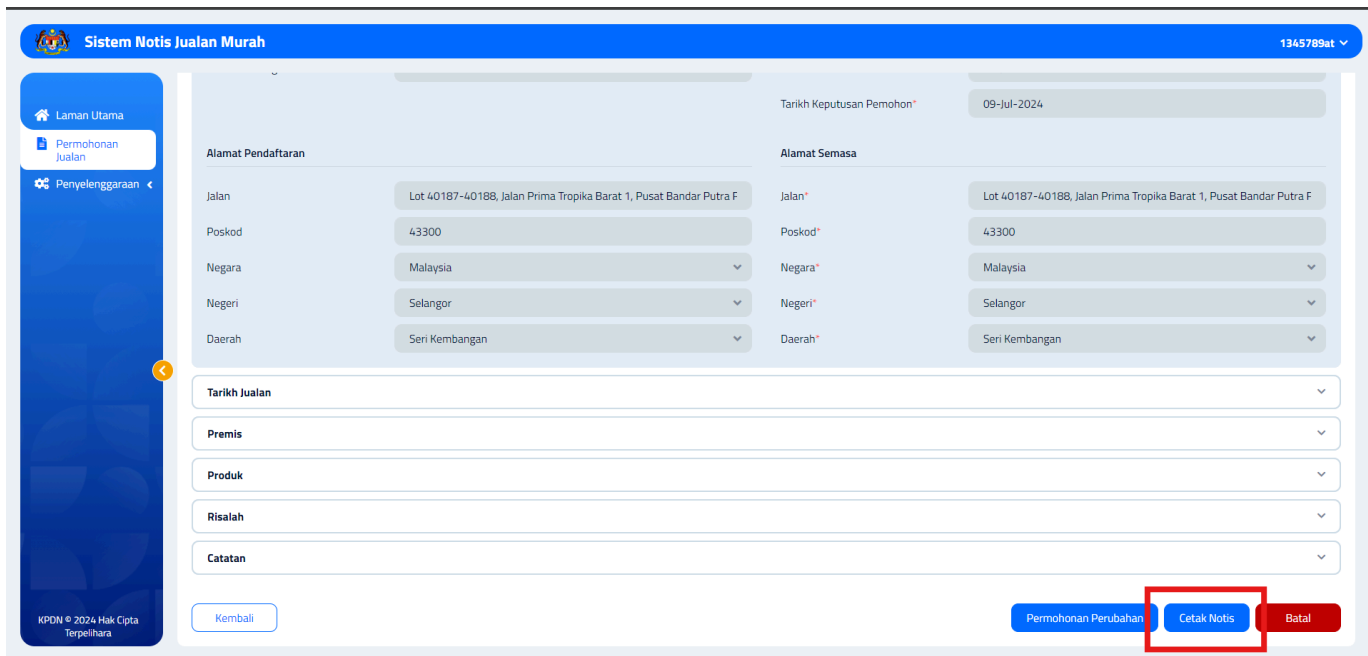 Sistem Notis Jualan Murah
1345789at
Laman Utama
Permohonan
Jualan
Penyelenggaraan
Tarikh Keputusan Pemohon*
09-Jul-2024
Alamat Pendaftaran
Alamat Semasa
Jalan
Lot 40187-40188, Jalan Prima Tropika Barat 1, Pusat Bandar Putra P
Jalan*
Lot 40187-40188, Jalan Prima Tropika Barat 1, Pusat Bandar Putra P
Poskod
43300
Poskod*
43300
Negara
Malaysia
Negara*
Malaysia
Negeri
Selangor
Negeri*
Selangor
Daerah
Seri Kembangan
Daerah*
Seri Kembangan
Tarikh Jualan
Premis
Produk
Risalah
Catatan
KPDN © 2024 Hak Cipta
Terpelihara
Kembali
Permohonan Perubahan
Cetak Notis
Batal